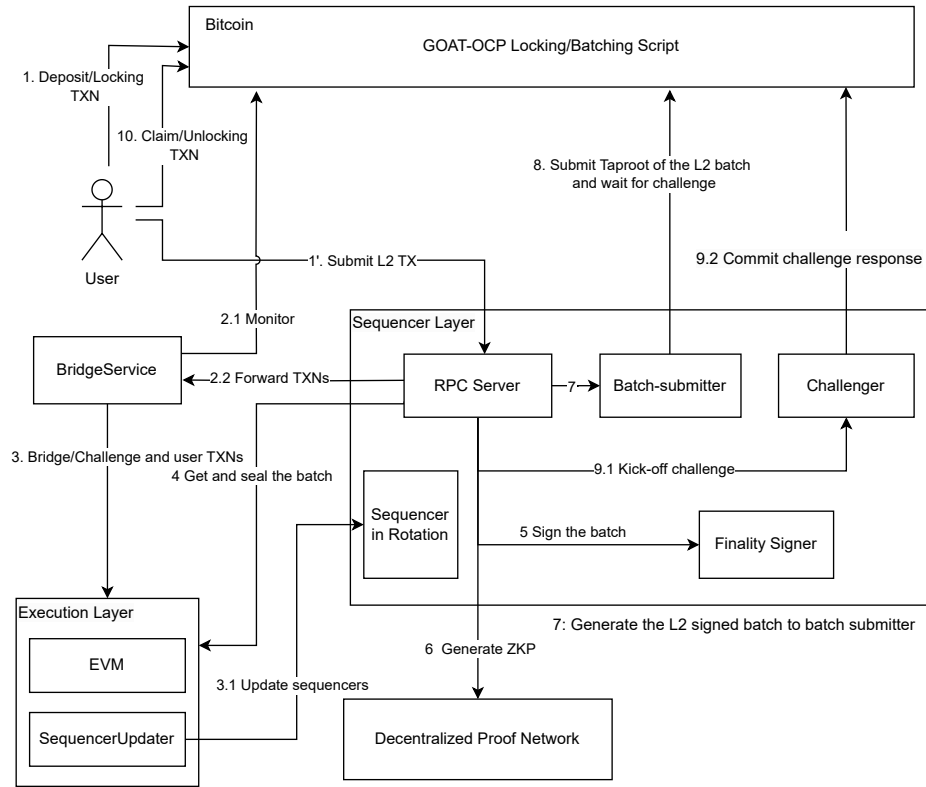 Bitcoin
GOAT-OCP Locking/Batching Script
1. Deposit/Locking
TXN
10. Claim/Unlocking
TXN
8. Submit Taproot of the L2 batch
and wait for challenge
User
1'. Submit L2 TX
9.2 Commit challenge response
2.1 Monitor
Sequencer Layer
BridgeService
2.2 Forward TXNs
RPC Server
7
Batch-submitter
Challenger
3. Bridge/Challenge and user TXNs
4 Get and seal the batch
9.1 Kick-off challenge
Sequencer
in Rotation
5 Sign the batch
Finality Signer
Execution Layer
7: Generate the L2 signed batch to batch submitter
EVM
6 Generate ZKP
3.1 Update sequencers
SequencerUpdater
Decentralized Proof Network